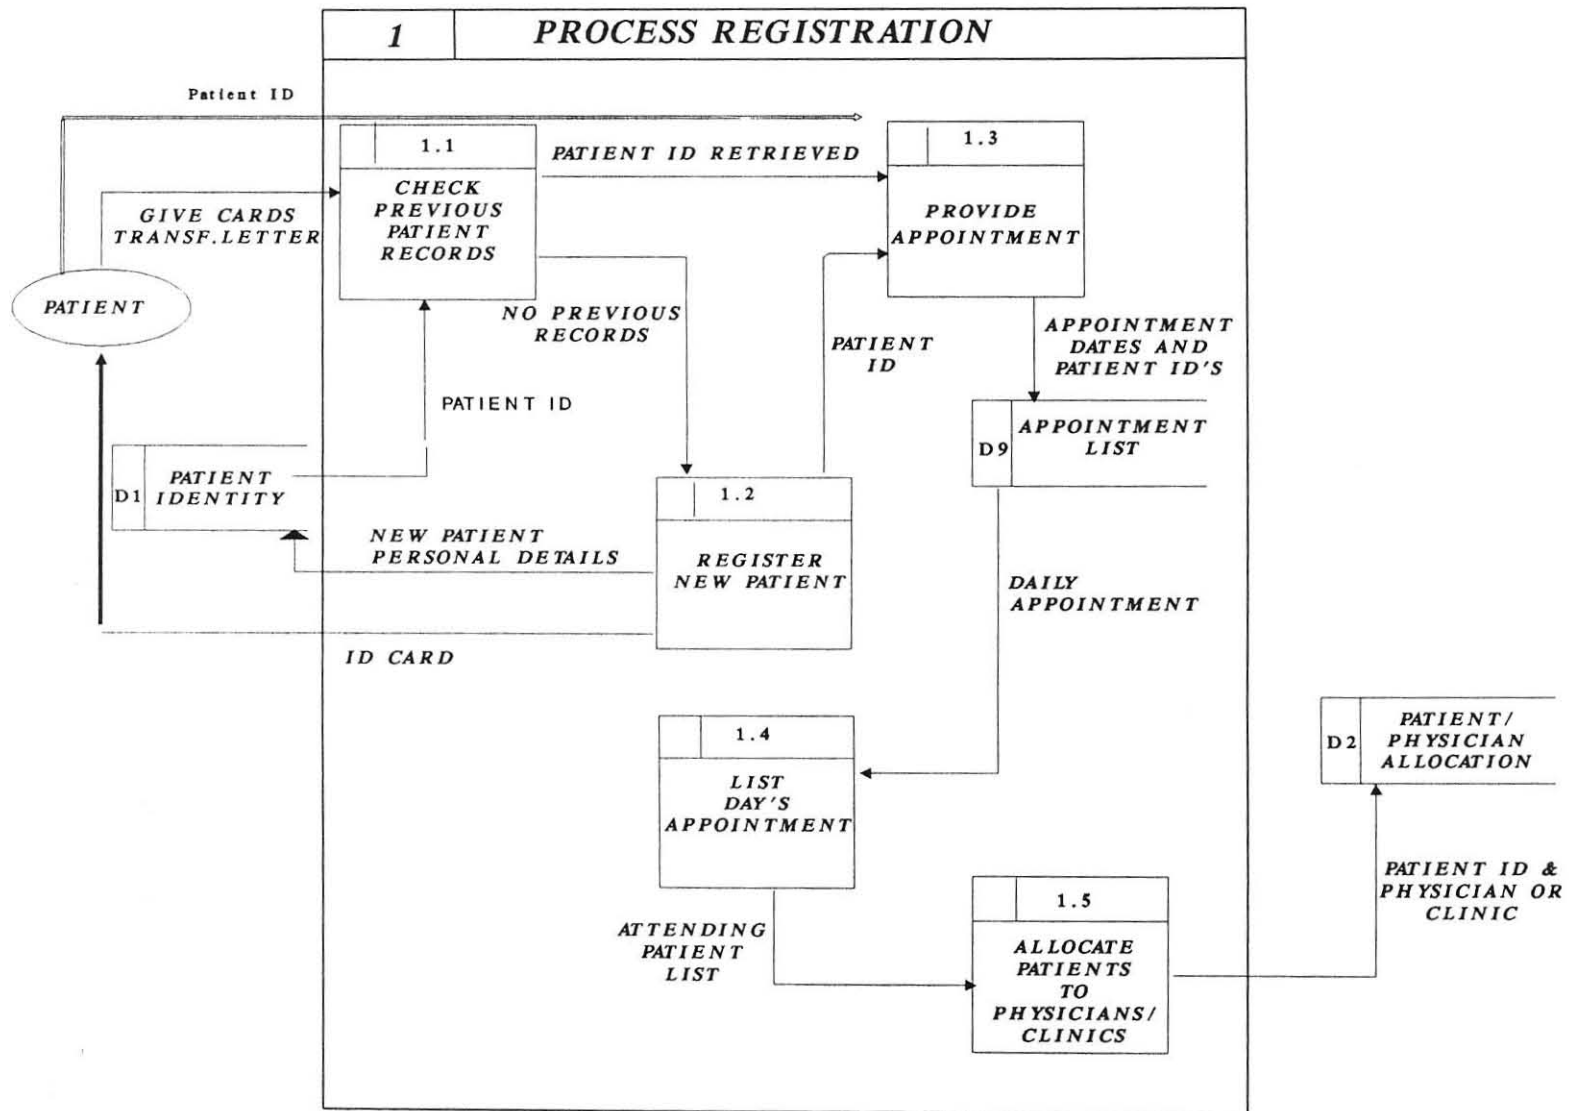 1 PROCESS REGISTRATION
Patient ID
1.1
CHECK
PREVIOUS
PATIENT
RECORDS
PATIENT ID RETRIEVED
1.3
PROVIDE
APPOINTMENT
GIVE CARDS
TRANSF.LETTER
PATIENT
NO PREVIOUS
RECORDS
PATIENT
ID
APPOINTMENT
DATES AND
PATIENT ID'S
PATIENT ID
D9
APPOINTMENT
LIST
D1
PATIENT
IDENTITY
1.2
REGISTER
NEW PATIENT
NEW PATIENT
PERSONAL DETAILS
DAILY
APPOINTMENT
ID CARD
1.4
LIST
DAY'S
APPOINTMENT
D2
PATIENT/
PHYSICIAN
ALLOCATION
PATIENT ID &
PHYSICIAN OR
CLINIC
ATTENDING
PATIENT
LIST
1.5
ALLOCATE
PATIENTS
TO
PHYSICIANS/
CLINICS